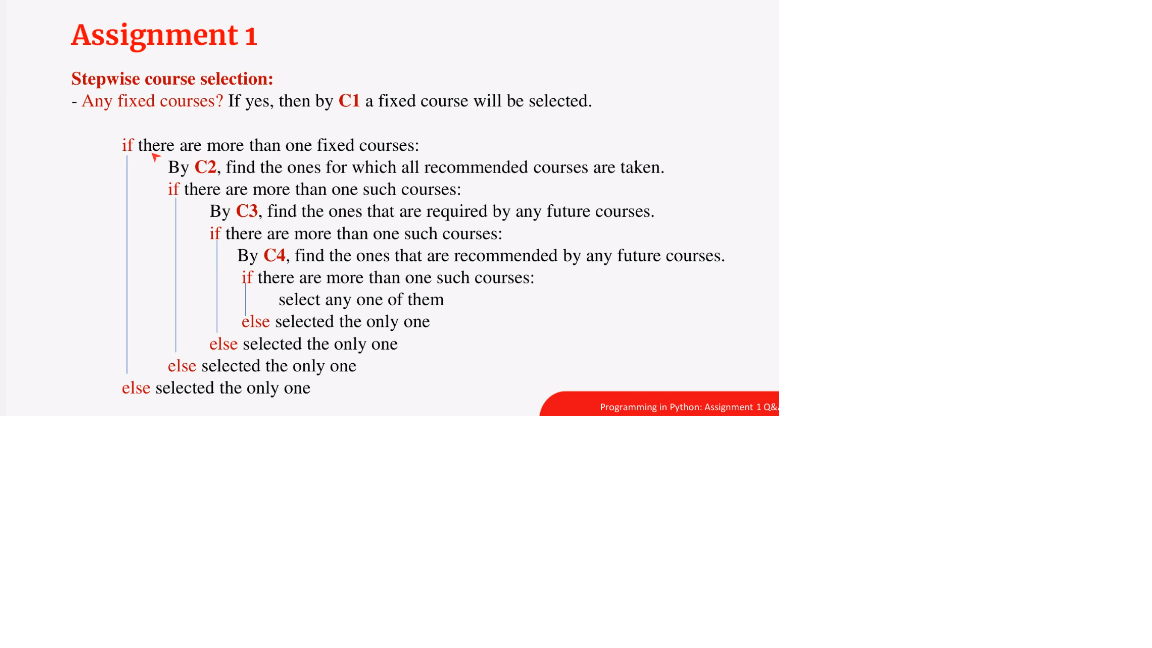 Assignment 1
Stepwise course selection:
- Any fixed courses? If yes, then by C1 a fixed course will be selected.
if there are more than one fixed courses:
By C2, find the ones for which all recommended courses are taken.
if there are more than one such courses:
By C3, find the ones that are required by any future courses.
if there are more than one such courses:
By C4, find the ones that are recommended by any future courses.
if there are more than one such courses:
select any one of them
else selected the only one
else selected the only one
else selected the only one
else selected the only one
Programming in Python: Assignment 1 Q&